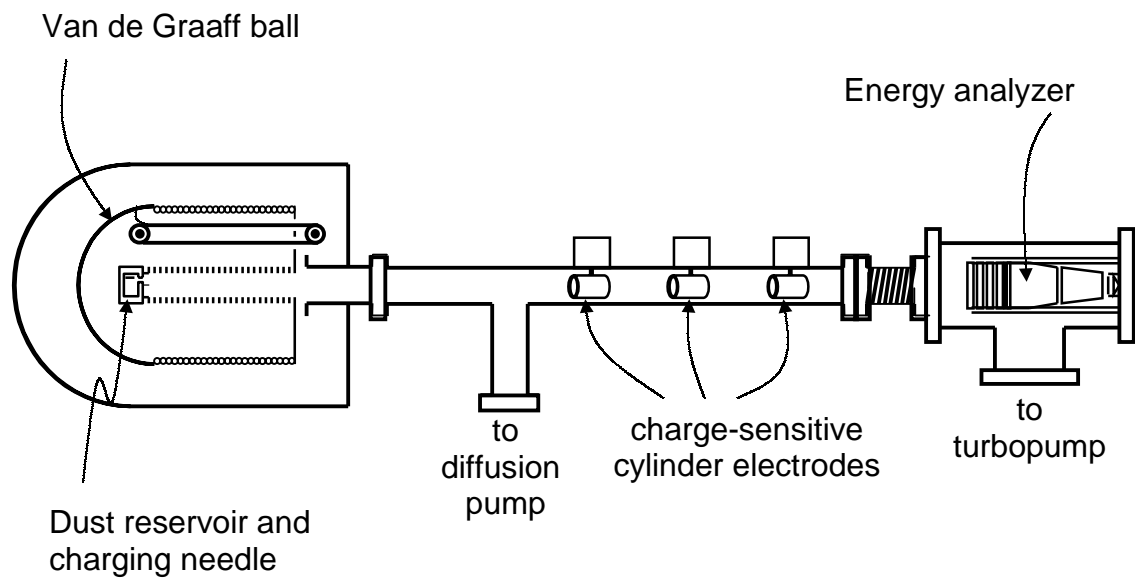 Van de Graaff ball
Energy analyzer
to
diffusion
pump
charge-sensitive
cylinder electrodes
to
turbopump
Dust reservoir and
charging needle